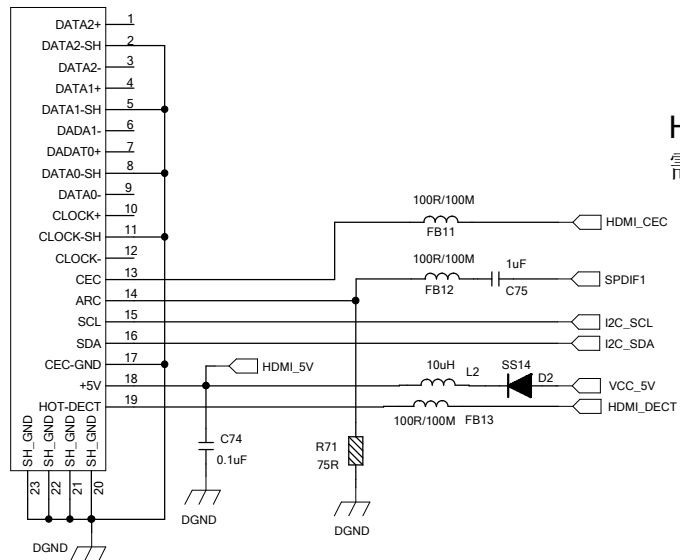 DATA2+ 1
DATA2-SH 2
DATA2- 3
DATA1+ 4
DATA1-SH 5
DADA1- 6
DADAT0+ 7
DATA0-SH 8
DATA0- 9
CLOCK+ 10
CLOCK-SH 11
CLOCK- 12
CEC 13
ARC 14
SCL 15
SDA 16
CEC-GND 17
+5V 18
HOT-DECT 19
SH_GND 23
SH_GND 22
SH_GND 21
SH_GND 20
DGND
100R/100M
FB11
HDMI_CEC
100R/100M
FB12
1uF
C75
SPDIF1
I2C_SCL
I2C_SDA
HDMI_5V
10uH
L2
SS14
D2
VCC_5V
100R/100M
FB13
HDMI_DECT
C74
0.1uF
DGND
R71
75R
DGND